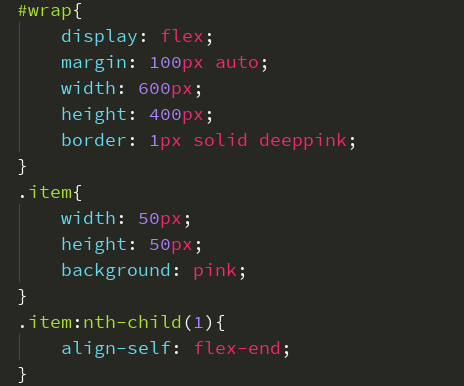 #wrap{
    display: flex;
    margin: 100px auto;
    width: 600px;
    height: 400px;
    border: 1px solid deeppink;
}
.item{
    width: 50px;
    height: 50px;
    background: pink;
}
.item:nth-child(1){
    align-self: flex-end;
}